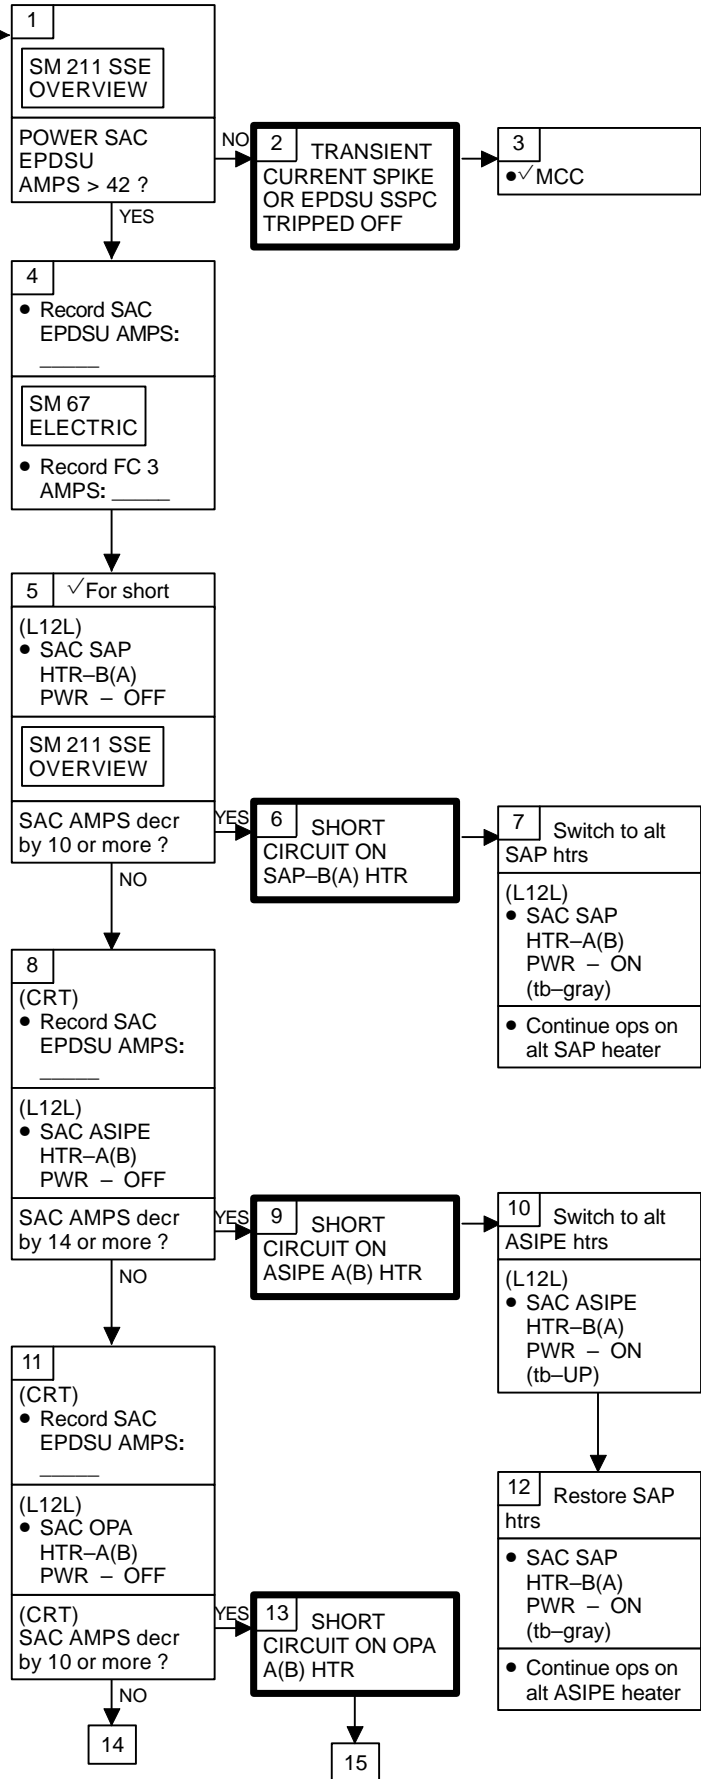 1
SM 211 SSE
OVERVIEW
POWER SAC
EPDSU
AMPS > 42 ?
NO
YES
2 TRANSIENT
CURRENT SPIKE
OR EPDSU SSPC
TRIPPED OFF
3
●√MCC
4
● Record SAC
EPDSU AMPS:
_____
SM 67
ELECTRIC
● Record FC 3
AMPS: _____
5 √For short
(L12L)
● SAC SAP
HTR–B(A)
PWR – OFF
SM 211 SSE
OVERVIEW
SAC AMPS decr
by 10 or more ?
YES
NO
6 SHORT
CIRCUIT ON
SAP–B(A) HTR
7 Switch to alt
SAP htrs
(L12L)
● SAC SAP
HTR–A(B)
PWR – ON
(tb–gray)
● Continue ops on
alt SAP heater
8
(CRT)
● Record SAC
EPDSU AMPS:
_____
(L12L)
● SAC ASIPE
HTR–A(B)
PWR – OFF
SAC AMPS decr
by 14 or more ?
YES
NO
9 SHORT
CIRCUIT ON
ASIPE A(B) HTR
10 Switch to alt
ASIPE htrs
(L12L)
● SAC ASIPE
HTR–B(A)
PWR – ON
(tb–UP)
11
(CRT)
● Record SAC
EPDSU AMPS:
_____
(L12L)
● SAC OPA
HTR–A(B)
PWR – OFF
(CRT)
SAC AMPS decr
by 10 or more ?
YES
NO
12 Restore SAP
htrs
● SAC SAP
HTR–B(A)
PWR – ON
(tb–gray)
● Continue ops on
alt ASIPE heater
13 SHORT
CIRCUIT ON OPA
A(B) HTR
14
15